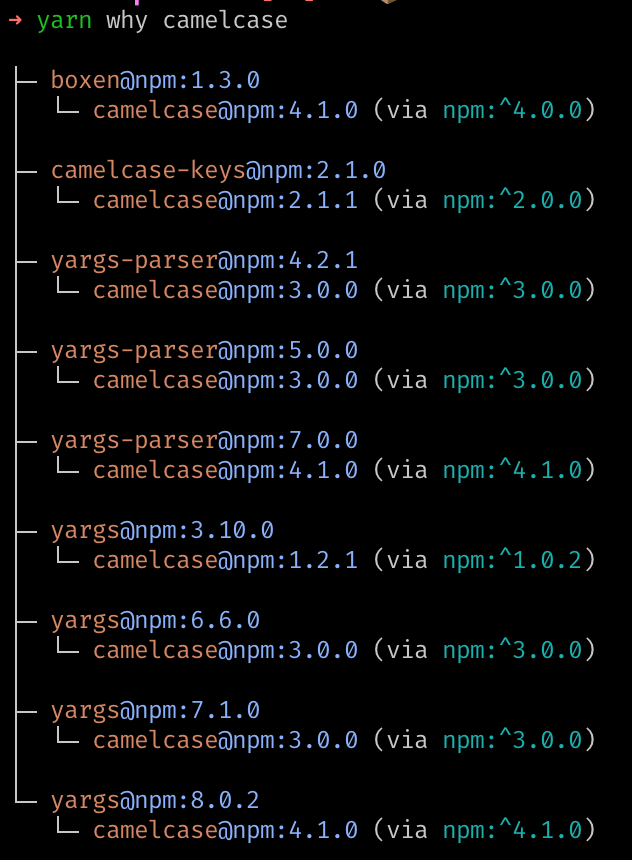 → yarn why camelcase
├─ boxen@npm:1.3.0
│  └─ camelcase@npm:4.1.0 (via npm:^4.0.0)
├─ camelcase-keys@npm:2.1.0
│  └─ camelcase@npm:2.1.1 (via npm:^2.0.0)
├─ yargs-parser@npm:4.2.1
│  └─ camelcase@npm:3.0.0 (via npm:^3.0.0)
├─ yargs-parser@npm:5.0.0
│  └─ camelcase@npm:3.0.0 (via npm:^3.0.0)
├─ yargs-parser@npm:7.0.0
│  └─ camelcase@npm:4.1.0 (via npm:^4.1.0)
├─ yargs@npm:3.10.0
│  └─ camelcase@npm:1.2.1 (via npm:^1.0.2)
├─ yargs@npm:6.6.0
│  └─ camelcase@npm:3.0.0 (via npm:^3.0.0)
├─ yargs@npm:7.1.0
│  └─ camelcase@npm:3.0.0 (via npm:^3.0.0)
└─ yargs@npm:8.0.2
   └─ camelcase@npm:4.1.0 (via npm:^4.1.0)